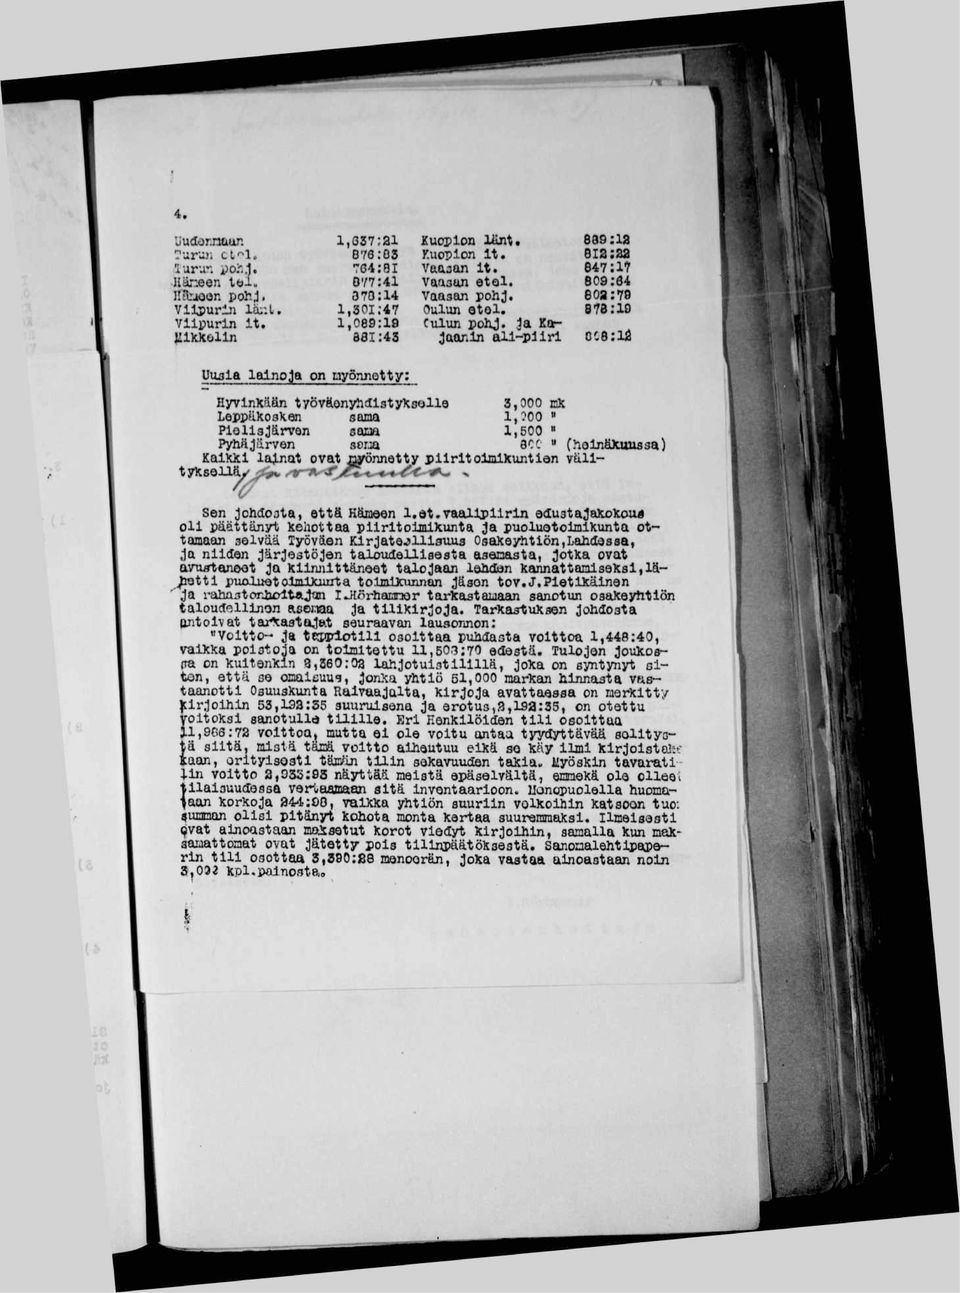 4.
Uudenmaan 1,637:21 Kuopion länt. 889:12
Turun etel. 876:83 Kuopion it. 812:22
Turun pohj. 764:81 Vaasan it. 847:17
Hämeen tel. 877:41 Vaasan etel. 809:64
Hämeen pohj. 878:14 Vaasan pohj. 802:79
Viipurin länt. 1,301:47 Oulun etel. 878:19
Viipurin it. 1,089:19 Oulun pohj. ja Ka-
Mikkelin 881:43 jaanin ali-piiri 808:12
Uusia lainoja on myönnetty:
Hyvinkään työväenyhdistykselle 3,000 mk
Leppäkosken sama 1,200 "
Pielisjärven sama 1,500 "
Pyhäjärven sama 800 " (heinäkuussa)
Kaikki lainat ovat myönnetty piiritoimikuntien väli-
tyksellä, ja vastuulla.
Sen johdosta, että Hämeen l.et.vaalipiirin edustajakokous
oli päättänyt kehottaa piiritoimikunta ja puoluetoimikunta ot-
tamaan selvää Työväen Kirjateollisuus Osakeyhtiön,Lahdessa,
ja niiden järjestöjen taloudellisesta asemasta, jotka ovat
avustaneet ja kiinnittäneet talojaan lehden kannattamiseksi,lä-
hetti puoluetoimikunta toimikunnan jäsen tov.J.Pietikäinen
ja rahastonhoitajan I.Hörhammer tarkastamaan sanotun osakeyhtiön
taloudellinen asemaa ja tilikirjoja. Tarkastuksen johdosta
antoivat tarkastajat seuraavan lausonnon:
"Voitto- ja tappiotili osoittaa puhdasta voittoa 1,448:40,
vaikka poistoja on toimitettu 11,503:70 edestä. Tulojen joukos-
sa on kuitenkin 2,360:02 lahjotuistilillä, joka on syntynyt si-
ten, että se omaisuus, jonka yhtiö 51,000 markan hinnasta vas-
taanotti Osuuskunta Raivaajalta, kirjoja avattaessa on merkitty
kirjoihin 53,192:35 suuruisena ja erotus,2,192:35, on otettu
voitoksi sanotulle tilille. Eri Henkilöiden tili osoittaa
11,966:72 voittoa, mutta ei ole voitu antaa tyydyttävää selitys-
tä siitä, mistä tämä voitto aiheutuu eikä se käy ilmi kirjoista
kaan, erityisesti tämän tilin sekavuuden takia. Myöskin tavarati-
lin voitto 2,933:93 näyttää meistä epäselvältä, emmekä ole olleet
tilaisuudessa vertaamaan sitä inventaarioon. Menopuolella huoma-
taan korkoja 244:98, vaikka yhtiön suuriin velkoihin katsoen tuo
summan olisi pitänyt kohota monta kertaa suuremmaksi. Ilmeisesti
ovat ainoastaan maksetut korot viedyt kirjoihin, samalla kun mak-
samattomat ovat jätetty pois tilinpäätöksestä. Sanomalehtipape-
rin tili osottaa 3,390:28 menoerän, joka vastaa ainoastaan noin
kpl.painosta.